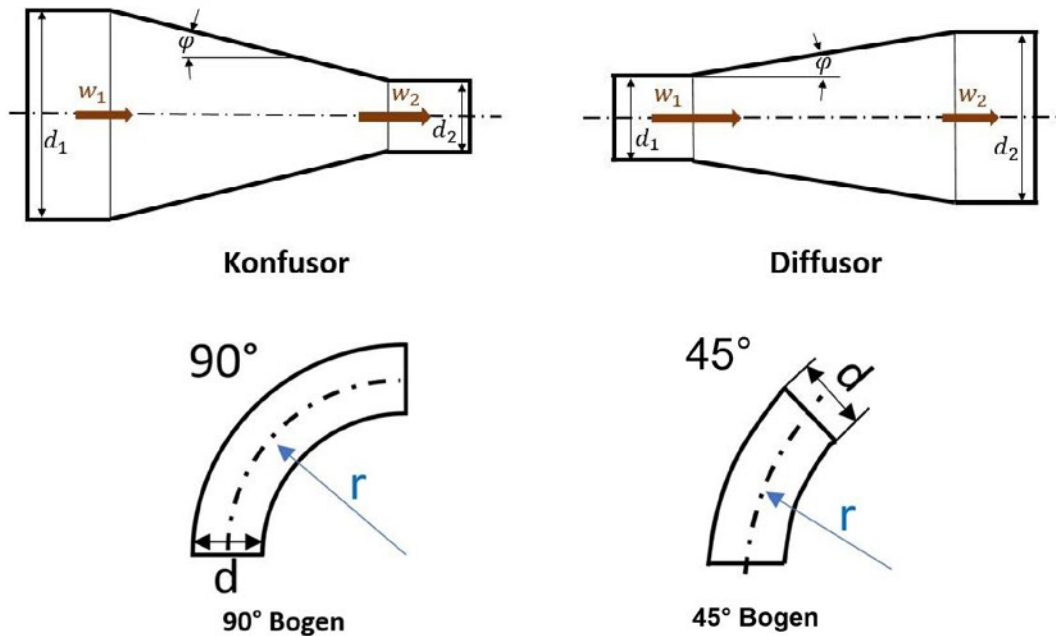 φ
φ
w₁
w₂
w₁
w₂
d₁
d₂
d₁
d₂
Konfusor
Diffusor
90°
45°
d
r
r
d
90° Bogen
45° Bogen